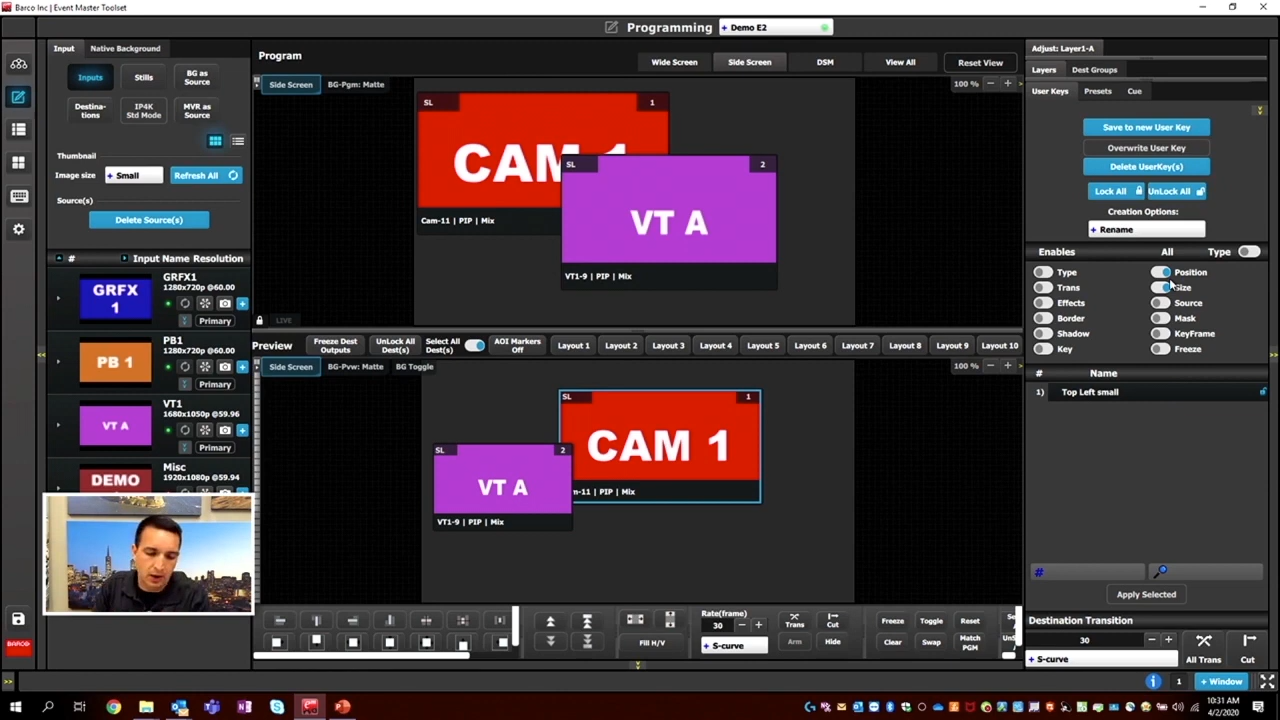 Barco Inc | Event Master Toolset
Programming
+ Demo E2
Input
Native Background
Inputs
Stills
BG as
Source
Destina-
tions
IP4K
Std Mode
MVR as
Source
Thumbnail
Image size
+ Small
Refresh All
Source(s)
Delete Source(s)
# Input Name Resolution
GRFX
1
GRFX1
1280x720p @60.00
Primary
PB 1
PB1
1280x720p @60.00
Primary
VT A
VT1
1680x1050p @59.96
Primary
DEMO
Misc
1920x1080p @59.94
Program
Wide Screen
Side Screen
DSM
View All
Reset View
Side Screen
BG-Pgm: Matte
100 %
SL 1
CAM 1
Cam-11 | PIP | Mix
SL 2
VT A
VT1-9 | PIP | Mix
LIVE
Preview
Freeze Dest
Outputs
UnLock All
Dest(s)
Select All
Dest(s)
AOI Markers
Off
Layout 1
Layout 2
Layout 3
Layout 4
Layout 5
Layout 6
Layout 7
Layout 8
Layout 9
Layout 10
Side Screen
BG-Pvw: Matte
BG Toggle
100 %
SL 1
CAM 1
m-11 | PIP | Mix
SL 2
VT A
VT1-9 | PIP | Mix
Fill H/V
Rate(frame)
30
+ S-curve
Trans
Cut
Arm
Hide
Freeze
Toggle
Reset
Clear
Swap
Match
PGM
Adjust: Layer1-A
Layers
Dest Groups
User Keys
Presets
Cue
Save to new User Key
Overwrite User Key
Delete UserKey(s)
Lock All
UnLock All
Creation Options:
+ Rename
Enables All Type
Type
Position
Trans
Size
Effects
Source
Border
Mask
Shadow
KeyFrame
Key
Freeze
# Name
1) Top Left small
#
Apply Selected
Destination Transition
30
+ S-curve
All Trans
Cut
BARCO
>>
1
+ Window
10:31 AM
4/2/2020